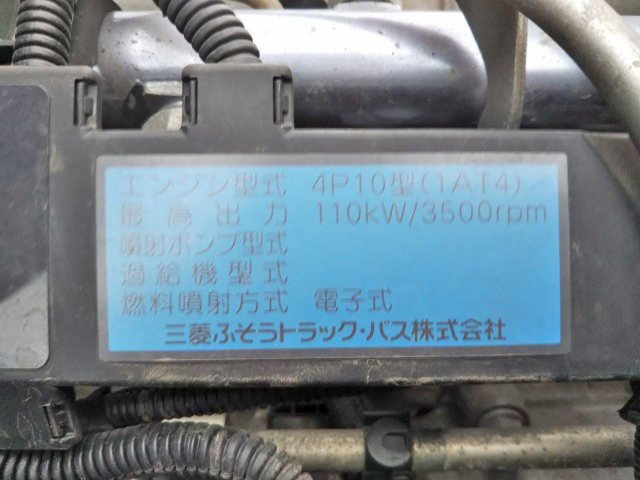 エンジン型式 4P10型(1AT4)
最高出力 110kW/3500rpm
噴射ポンプ型式
過給機型式
燃料噴射方式 電子式
三菱ふそうトラック・バス株式会社